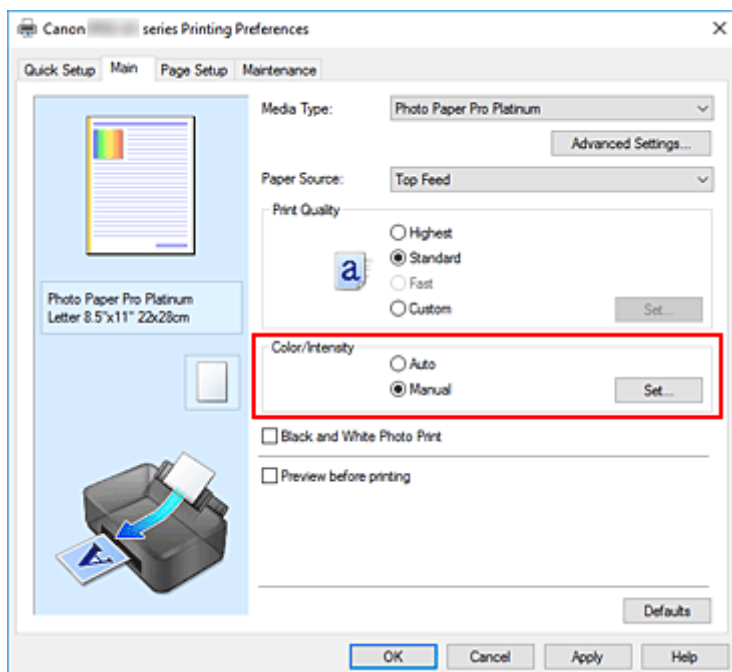 Canon series Printing Preferences
Quick Setup Main Page Setup Maintenance
Media Type: Photo Paper Pro Platinum
Advanced Settings...
Paper Source: Top Feed
Print Quality
Highest
Standard
Fast
Custom Set...
a
Photo Paper Pro Platinum
Letter 8.5"x11" 22x28cm
Color/Intensity
Auto
Manual Set...
Black and White Photo Print
Preview before printing
A
Defaults
OK Cancel Apply Help